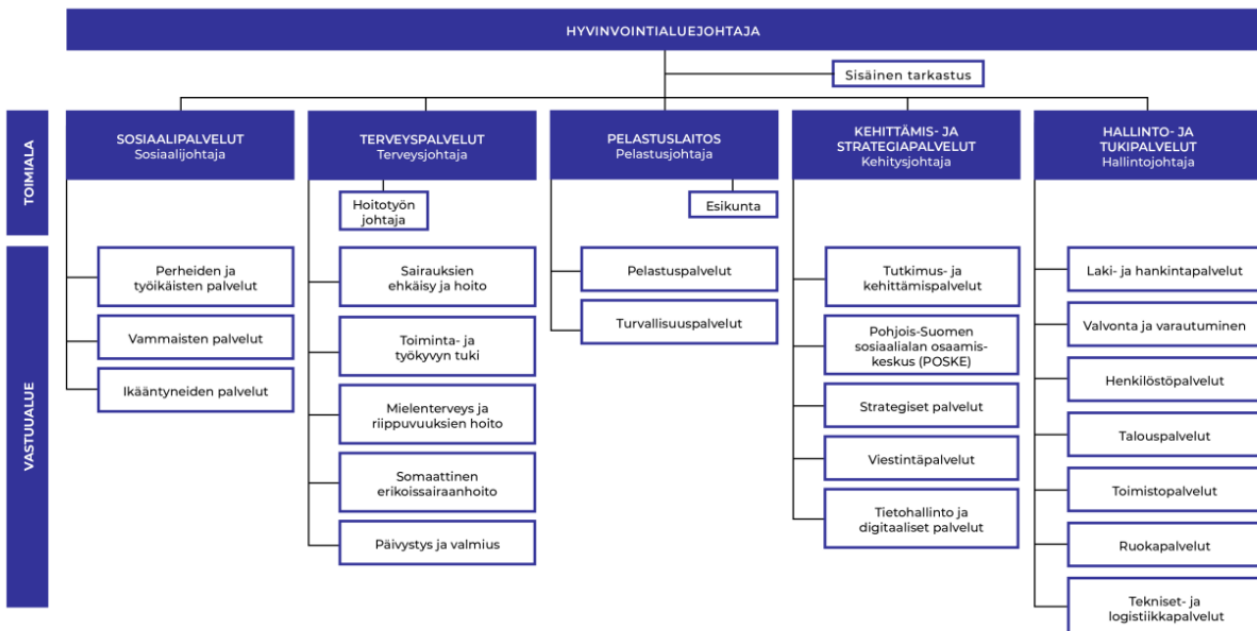 HYVINVOINTIALUEJOHTAJA
Sisäinen tarkastus
TOIMIALA
SOSIAALIPALVELUT
Sosiaalijohtaja
TERVEYSPALVELUT
Terveysjohtaja
PELASTUSLAITOS
Pelastusjohtaja
KEHITTÄMIS- JA
STRATEGIAPALVELUT
Kehitysjohtaja
HALLINTO- JA
TUKIPALVELUT
Hallintojohtaja
Hoitotyön
johtaja
Esikunta
VASTUUALUE
Perheiden ja
työikäisten palvelut
Vammaisten palvelut
Ikääntyneiden palvelut
Sairauksien
ehkäisy ja hoito
Toiminta- ja
työkyvyn tuki
Mielenterveys ja
riippuvuuksien hoito
Somaattinen
erikoissairaanhoito
Päivystys ja valmius
Pelastuspalvelut
Turvallisuuspalvelut
Tutkimus- ja
kehittämispalvelut
Pohjois-Suomen
sosiaalialan osaamis-
keskus (POSKE)
Strategiset palvelut
Viestintäpalvelut
Tietohallinto ja
digitaaliset palvelut
Laki- ja hankintapalvelut
Valvonta ja varautuminen
Henkilöstöpalvelut
Talouspalvelut
Toimistopalvelut
Ruokapalvelut
Tekniset- ja
logistiikkapalvelut